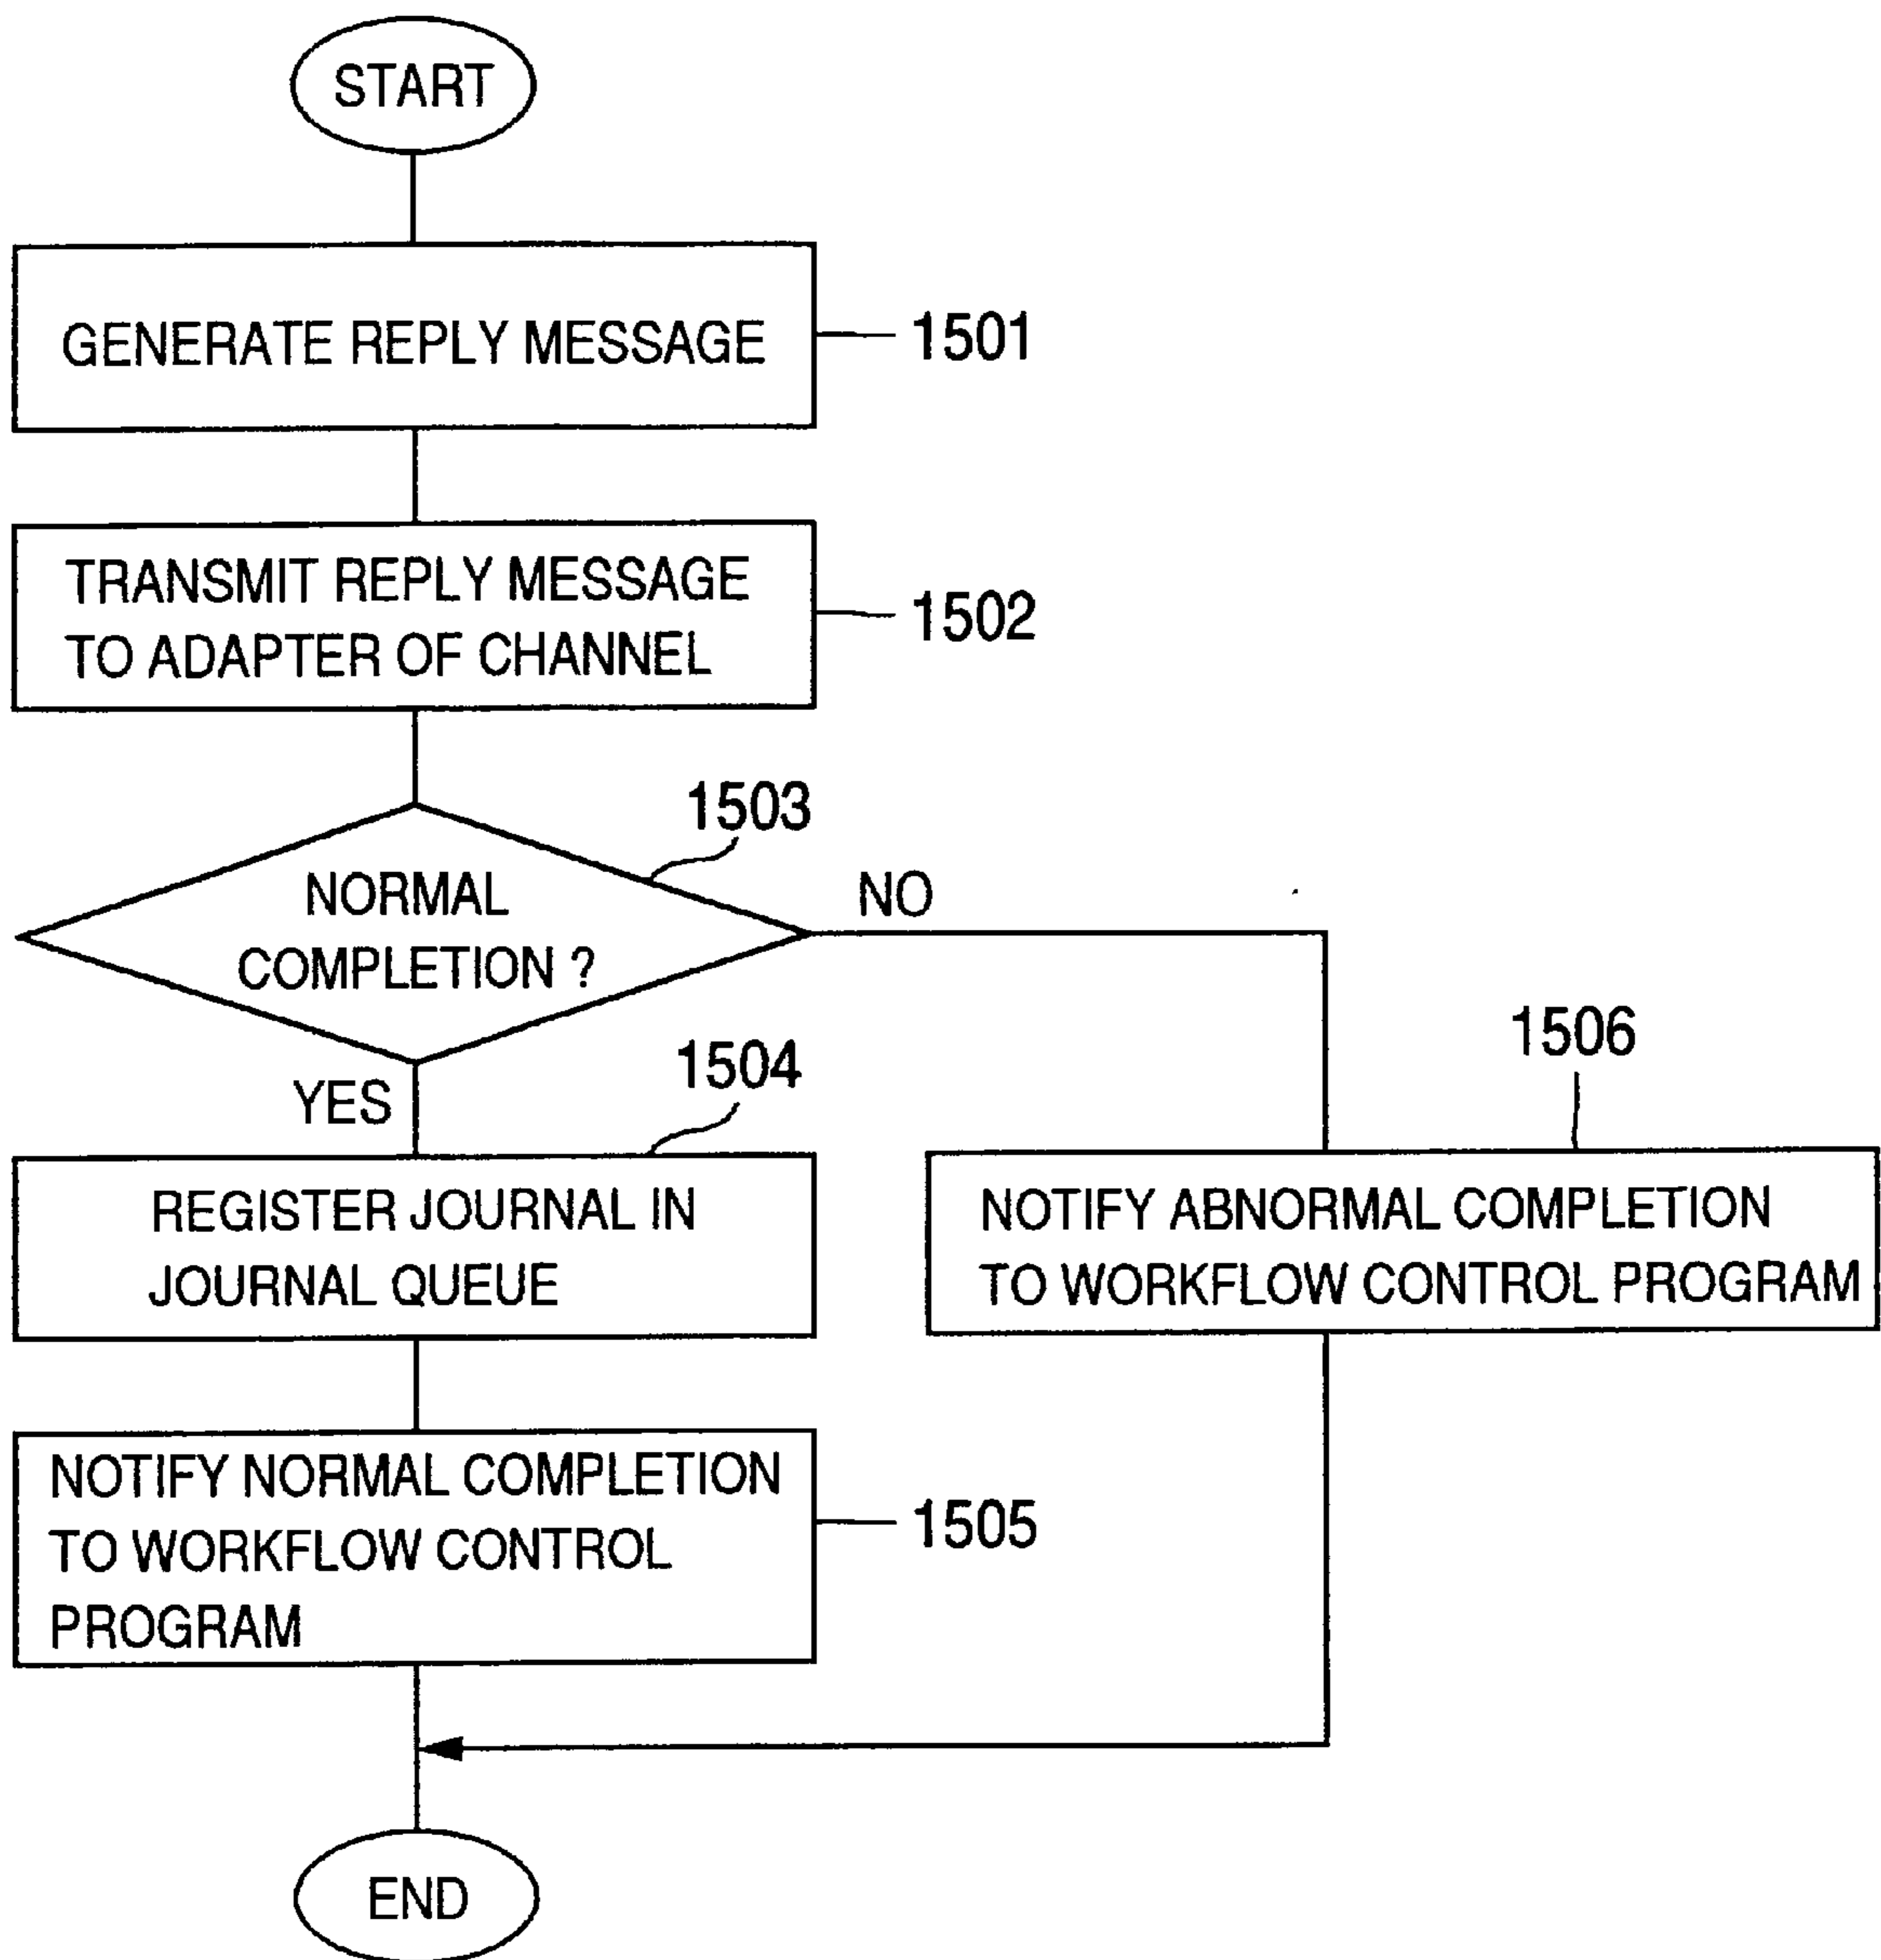 START
GENERATE REPLY MESSAGE
1501
TRANSMIT REPLY MESSAGE
TO ADAPTER OF CHANNEL
1502
1503
NORMAL
COMPLETION ?
NO
YES
1504
REGISTER JOURNAL IN
JOURNAL QUEUE
1506
NOTIFY ABNORMAL COMPLETION
TO WORKFLOW CONTROL PROGRAM
NOTIFY NORMAL COMPLETION
TO WORKFLOW CONTROL
PROGRAM
1505
END